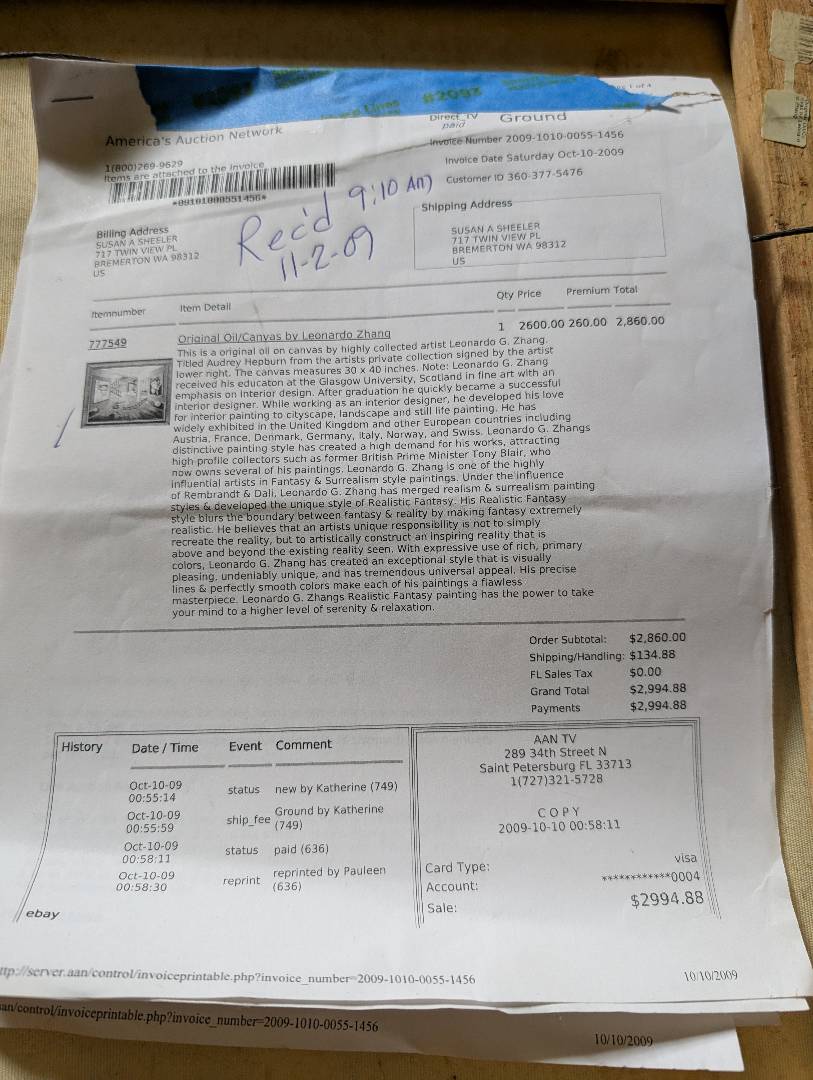 #2093
Ground
Direct_TV
paid
America's Auction Network
Invoice Number 2009-1010-0055-1456
1(800)269-9629
Invoice Date Saturday Oct-10-2009
Items are attached to the Invoice
Customer ID 360-377-5476
*09101000551456*
Rec'd 9:10 AM
11-2-09
Billing Address
SUSAN A SHEELER
717 TWIN VIEW PL
BREMERTON WA 98312
US
Shipping Address
SUSAN A SHEELER
717 TWIN VIEW PL
BREMERTON WA 98312
US
Itemnumber Item Detail Qty Price Premium Total
777549 Original Oil/Canvas by Leonardo Zhang 1 2600.00 260.00 2,860.00
This is a original oil on canvas by highly collected artist Leonardo G. Zhang.
Titled Audrey Hepburn from the artists private collection signed by the artist
lower right. The canvas measures 30 x 40 inches. Note: Leonardo G. Zhang
received his educaton at the Glasgow University, Scotland in fine art with an
emphasis on Interior design. After graduation he quickly became a successful
interior designer. While working as an interior designer, he developed his love
for interior painting to cityscape, landscape and still life painting. He has
widely exhibited in the United Kingdom and other European countries including
Austria, France, Denmark, Germany, Italy, Norway, and Swiss. Leonardo G. Zhangs
distinctive painting style has created a high demand for his works, attracting
high-profile collectors such as former British Prime Minister Tony Blair, who
now owns several of his paintings. Leonardo G. Zhang is one of the highly
influential artists in Fantasy & Surrealism style paintings. Under the influence
of Rembrandt & Dali, Leonardo G. Zhang has merged realism & surrealism painting
styles & developed the unique style of Realistic Fantasy. His Realistic Fantasy
style blurs the boundary between fantasy & reality by making fantasy extremely
realistic. He believes that an artists unique responsibility is not to simply
recreate the reality, but to artistically construct an inspiring reality that is
above and beyond the existing reality seen. With expressive use of rich, primary
colors, Leonardo G. Zhang has created an exceptional style that is visually
pleasing, undeniably unique, and has tremendous universal appeal. His precise
lines & perfectly smooth colors make each of his paintings a flawless
masterpiece. Leonardo G. Zhangs Realistic Fantasy painting has the power to take
your mind to a higher level of serenity & relaxation.
Order Subtotal: $2,860.00
Shipping/Handling: $134.88
FL Sales Tax $0.00
Grand Total $2,994.88
Payments $2,994.88
History Date / Time Event Comment
Oct-10-09
00:55:14 status new by Katherine (749)
Oct-10-09
00:55:59 ship_fee Ground by Katherine
(749)
Oct-10-09
00:58:11 status paid (636)
Oct-10-09
00:58:30 reprint reprinted by Pauleen
(636)
ebay
AAN TV
289 34th Street N
Saint Petersburg FL 33713
1(727)321-5728
C O P Y
2009-10-10 00:58:11
Card Type: visa
Account: ************0004
Sale: $2994.88
ttp://server.aan/control/invoiceprintable.php?invoice_number=2009-1010-0055-1456 10/10/2009
an/control/invoiceprintable.php?invoice_number=2009-1010-0055-1456 10/10/2009